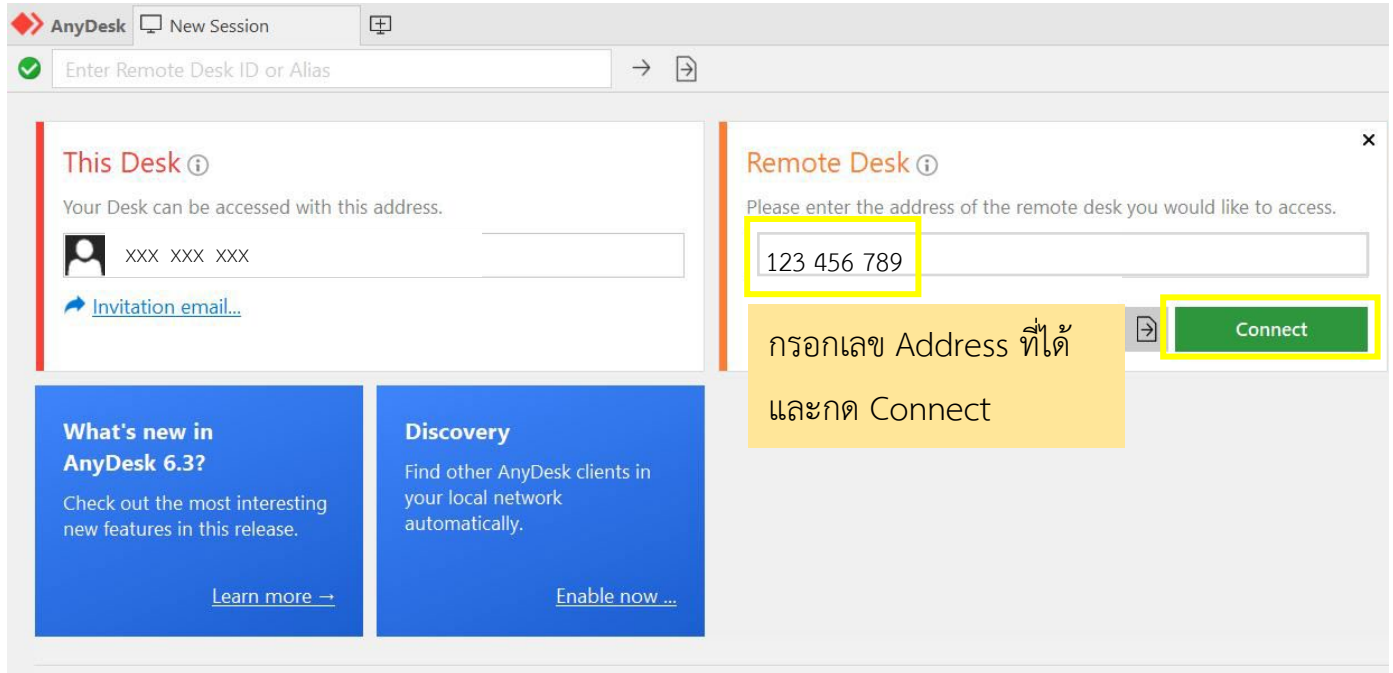 AnyDesk
New Session
Enter Remote Desk ID or Alias
This Desk
Your Desk can be accessed with this address.
XXX XXX XXX
Invitation email...
Remote Desk
Please enter the address of the remote desk you would like to access.
123 456 789
Connect
กรอกเลข Address ที่ได้
และกด Connect
What's new in
AnyDesk 6.3?
Check out the most interesting
new features in this release.
Learn more →
Discovery
Find other AnyDesk clients in
your local network
automatically.
Enable now ...